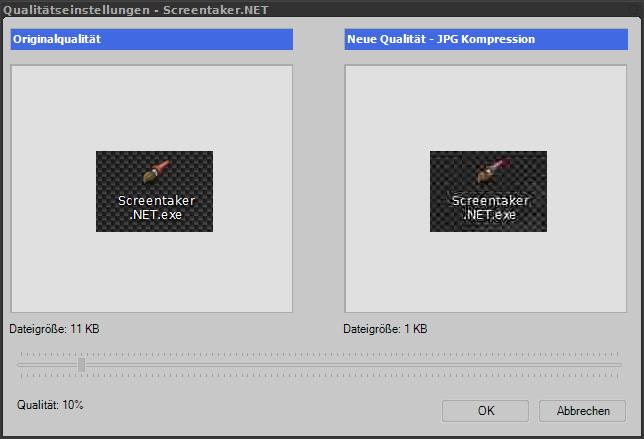 Qualitätseinstellungen - Screentaker.NET
Originalqualität
Neue Qualität - JPG Kompression
Screentaker
.NET.exe
Screentaker
.NET.exe
Dateigröße: 11 KB
Dateigröße: 1 KB
Qualität: 10%
OK
Abbrechen